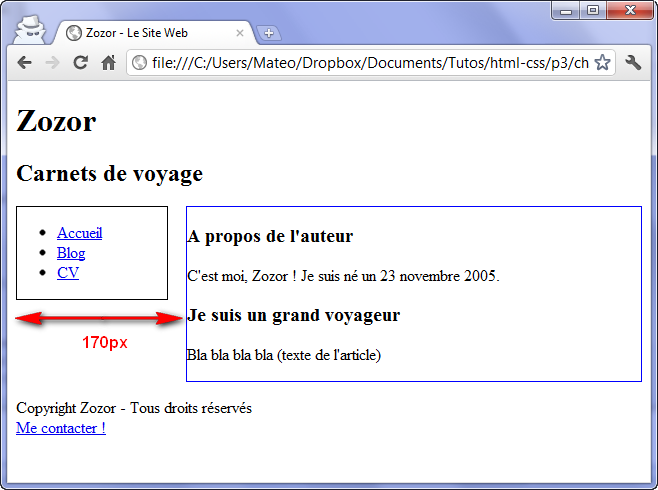 Zozor - Le Site Web
file:///C:/Users/Mateo/Dropbox/Documents/Tutos/html-css/p3/ch
Zozor
Carnets de voyage
Accueil
Blog
CV
170px
A propos de l'auteur
C'est moi, Zozor ! Je suis né un 23 novembre 2005.
Je suis un grand voyageur
Bla bla bla bla (texte de l'article)
Copyright Zozor - Tous droits réservés
Me contacter !